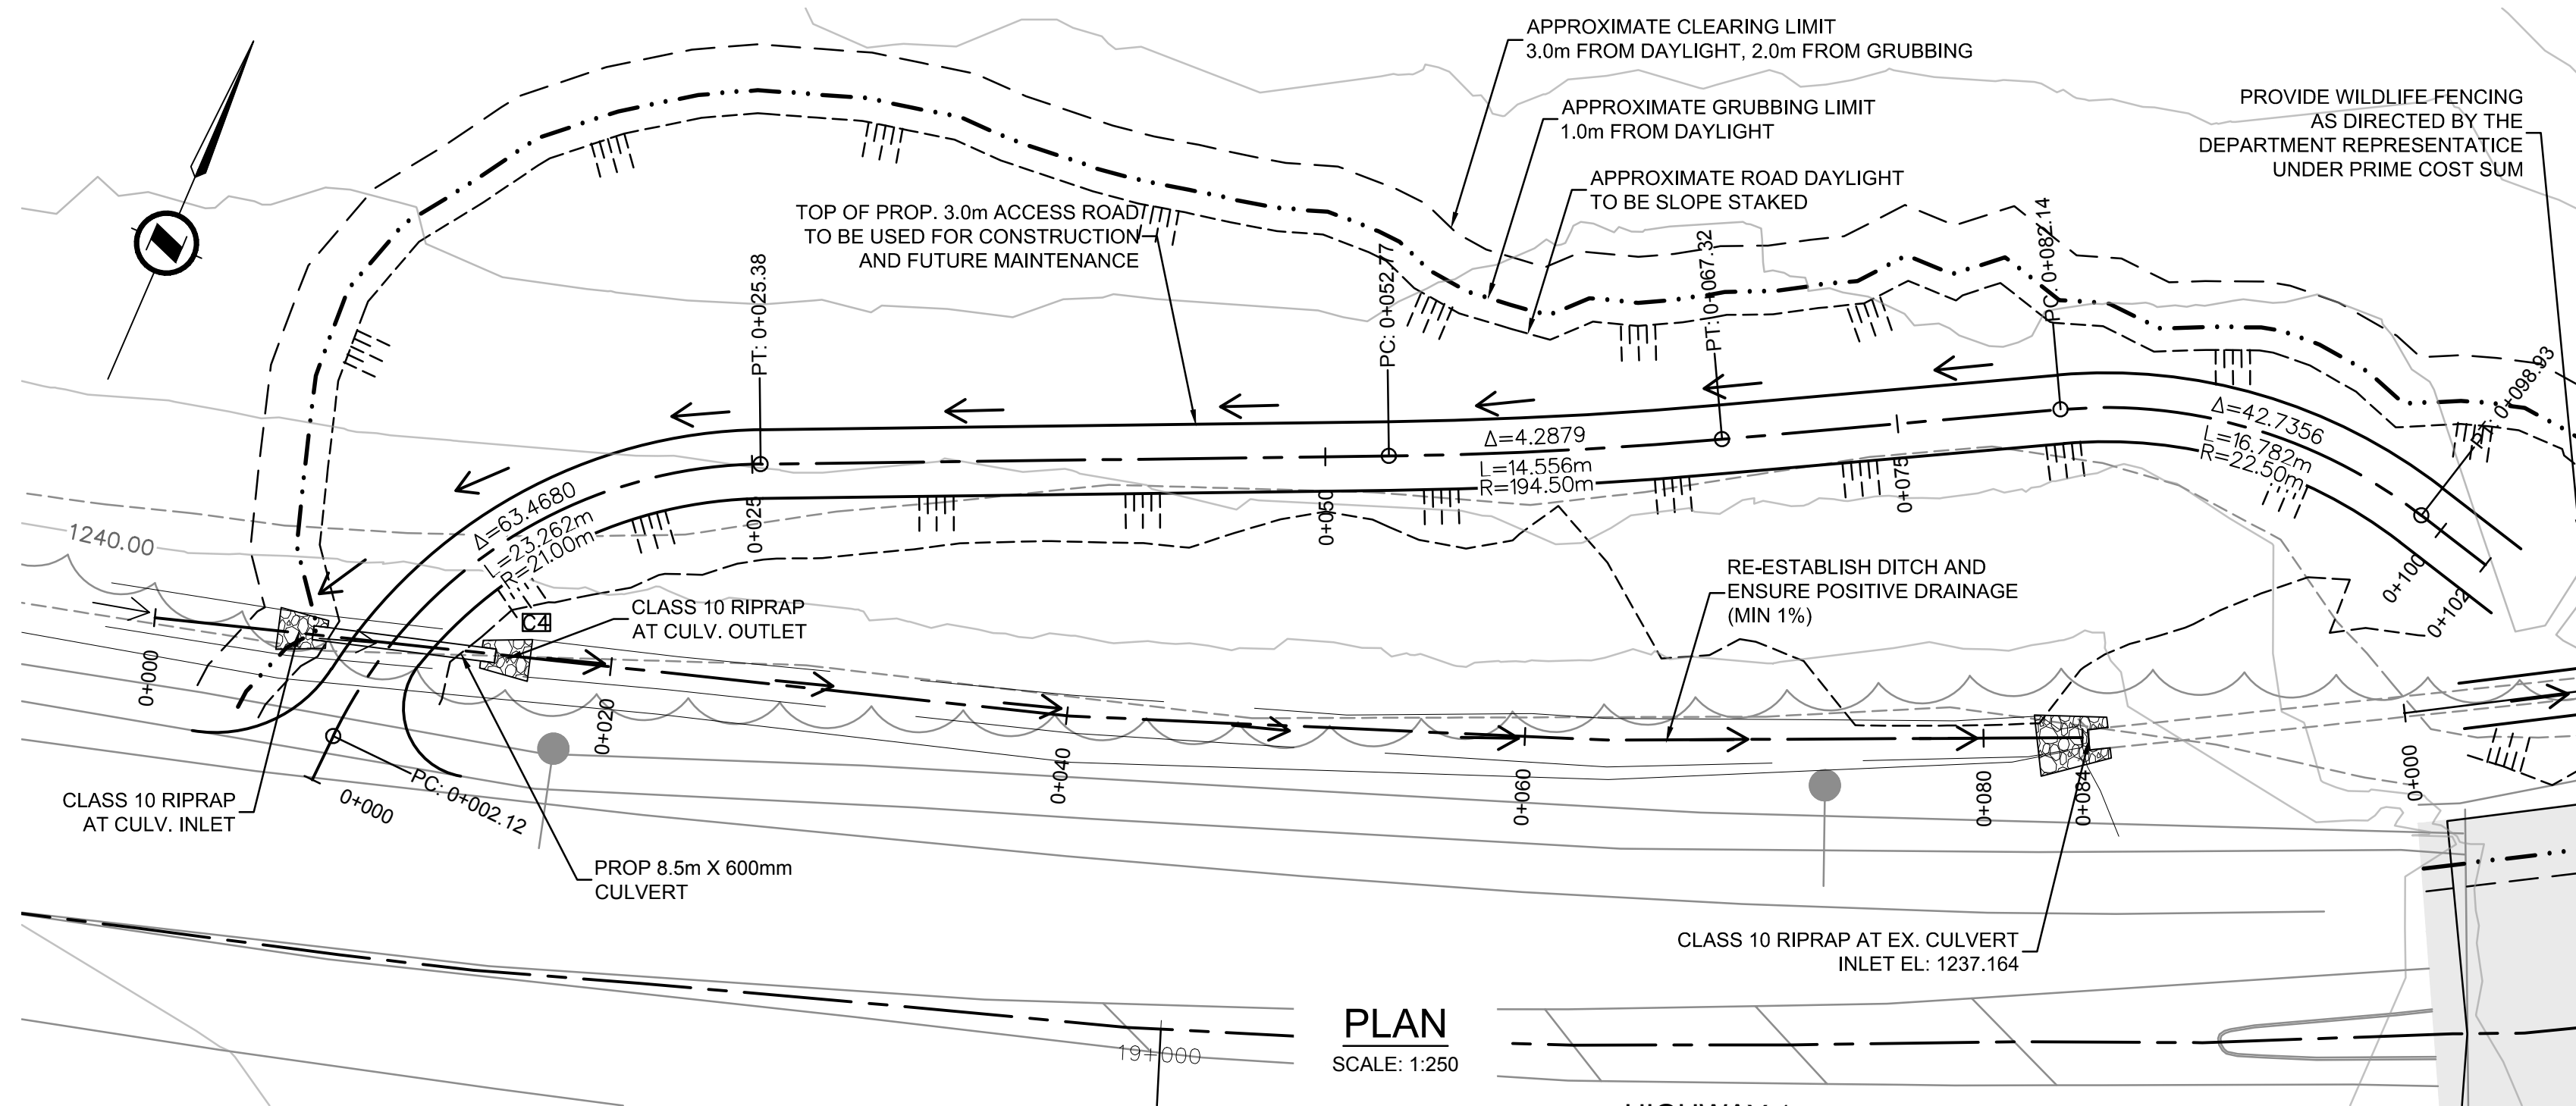 APPROXIMATE CLEARING LIMIT
3.0m FROM DAYLIGHT, 2.0m FROM GRUBBING
APPROXIMATE GRUBBING LIMIT
1.0m FROM DAYLIGHT
APPROXIMATE ROAD DAYLIGHT
TO BE SLOPE STAKED
PROVIDE WILDLIFE FENCING
AS DIRECTED BY THE
DEPARTMENT REPRESENTATICE
UNDER PRIME COST SUM
TOP OF PROP. 3.0m ACCESS ROAD
TO BE USED FOR CONSTRUCTION
AND FUTURE MAINTENANCE
PT: 0+025.38
PC: 0+052.77
PT: 0+067.32
PC: 0+082.14
PT: 0+098.93
Δ=63.4680
L=23.262m
R=21.00m
Δ=4.2879
L=14.556m
R=194.50m
Δ=42.7356
L=16.782m
R=22.50m
0+025
0+050
0+075
0+100
0+102
1240.00
C4
CLASS 10 RIPRAP
AT CULV. OUTLET
RE-ESTABLISH DITCH AND
ENSURE POSITIVE DRAINAGE
(MIN 1%)
0+000
0+020
0+040
0+060
0+080
0+084
0+000
CLASS 10 RIPRAP
AT CULV. INLET
0+000
PC: 0+002.12
PROP 8.5m X 600mm
CULVERT
CLASS 10 RIPRAP AT EX. CULVERT
INLET EL: 1237.164
PLAN
SCALE: 1:250
19+000